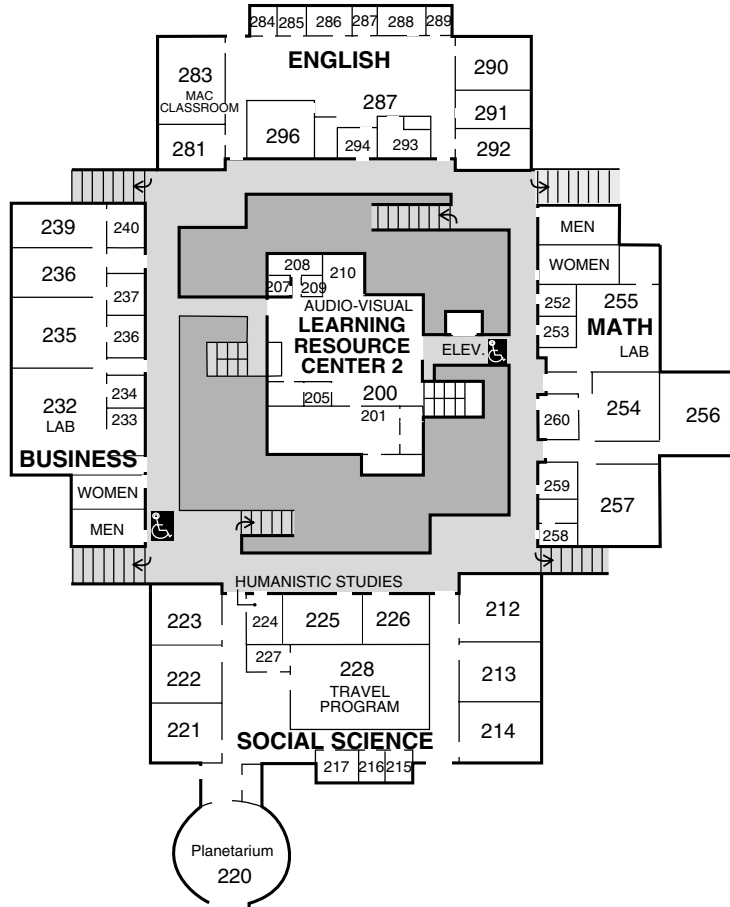 284 285 286 287 288 289
ENGLISH
283
MAC
CLASSROOM
290
287
291
296
281
294
293
292
239
240
MEN
236
WOMEN
237
208
210
207
209
252
255
235
236
AUDIO-VISUAL
LEARNING
RESOURCE
CENTER 2
253
MATH
LAB
ELEV.
234
232
LAB
233
205
200
201
260
254
256
BUSINESS
WOMEN
259
257
MEN
258
HUMANISTIC STUDIES
223
224
225
226
212
227
228
TRAVEL
PROGRAM
222
213
221
214
SOCIAL SCIENCE
217 216 215
Planetarium
220